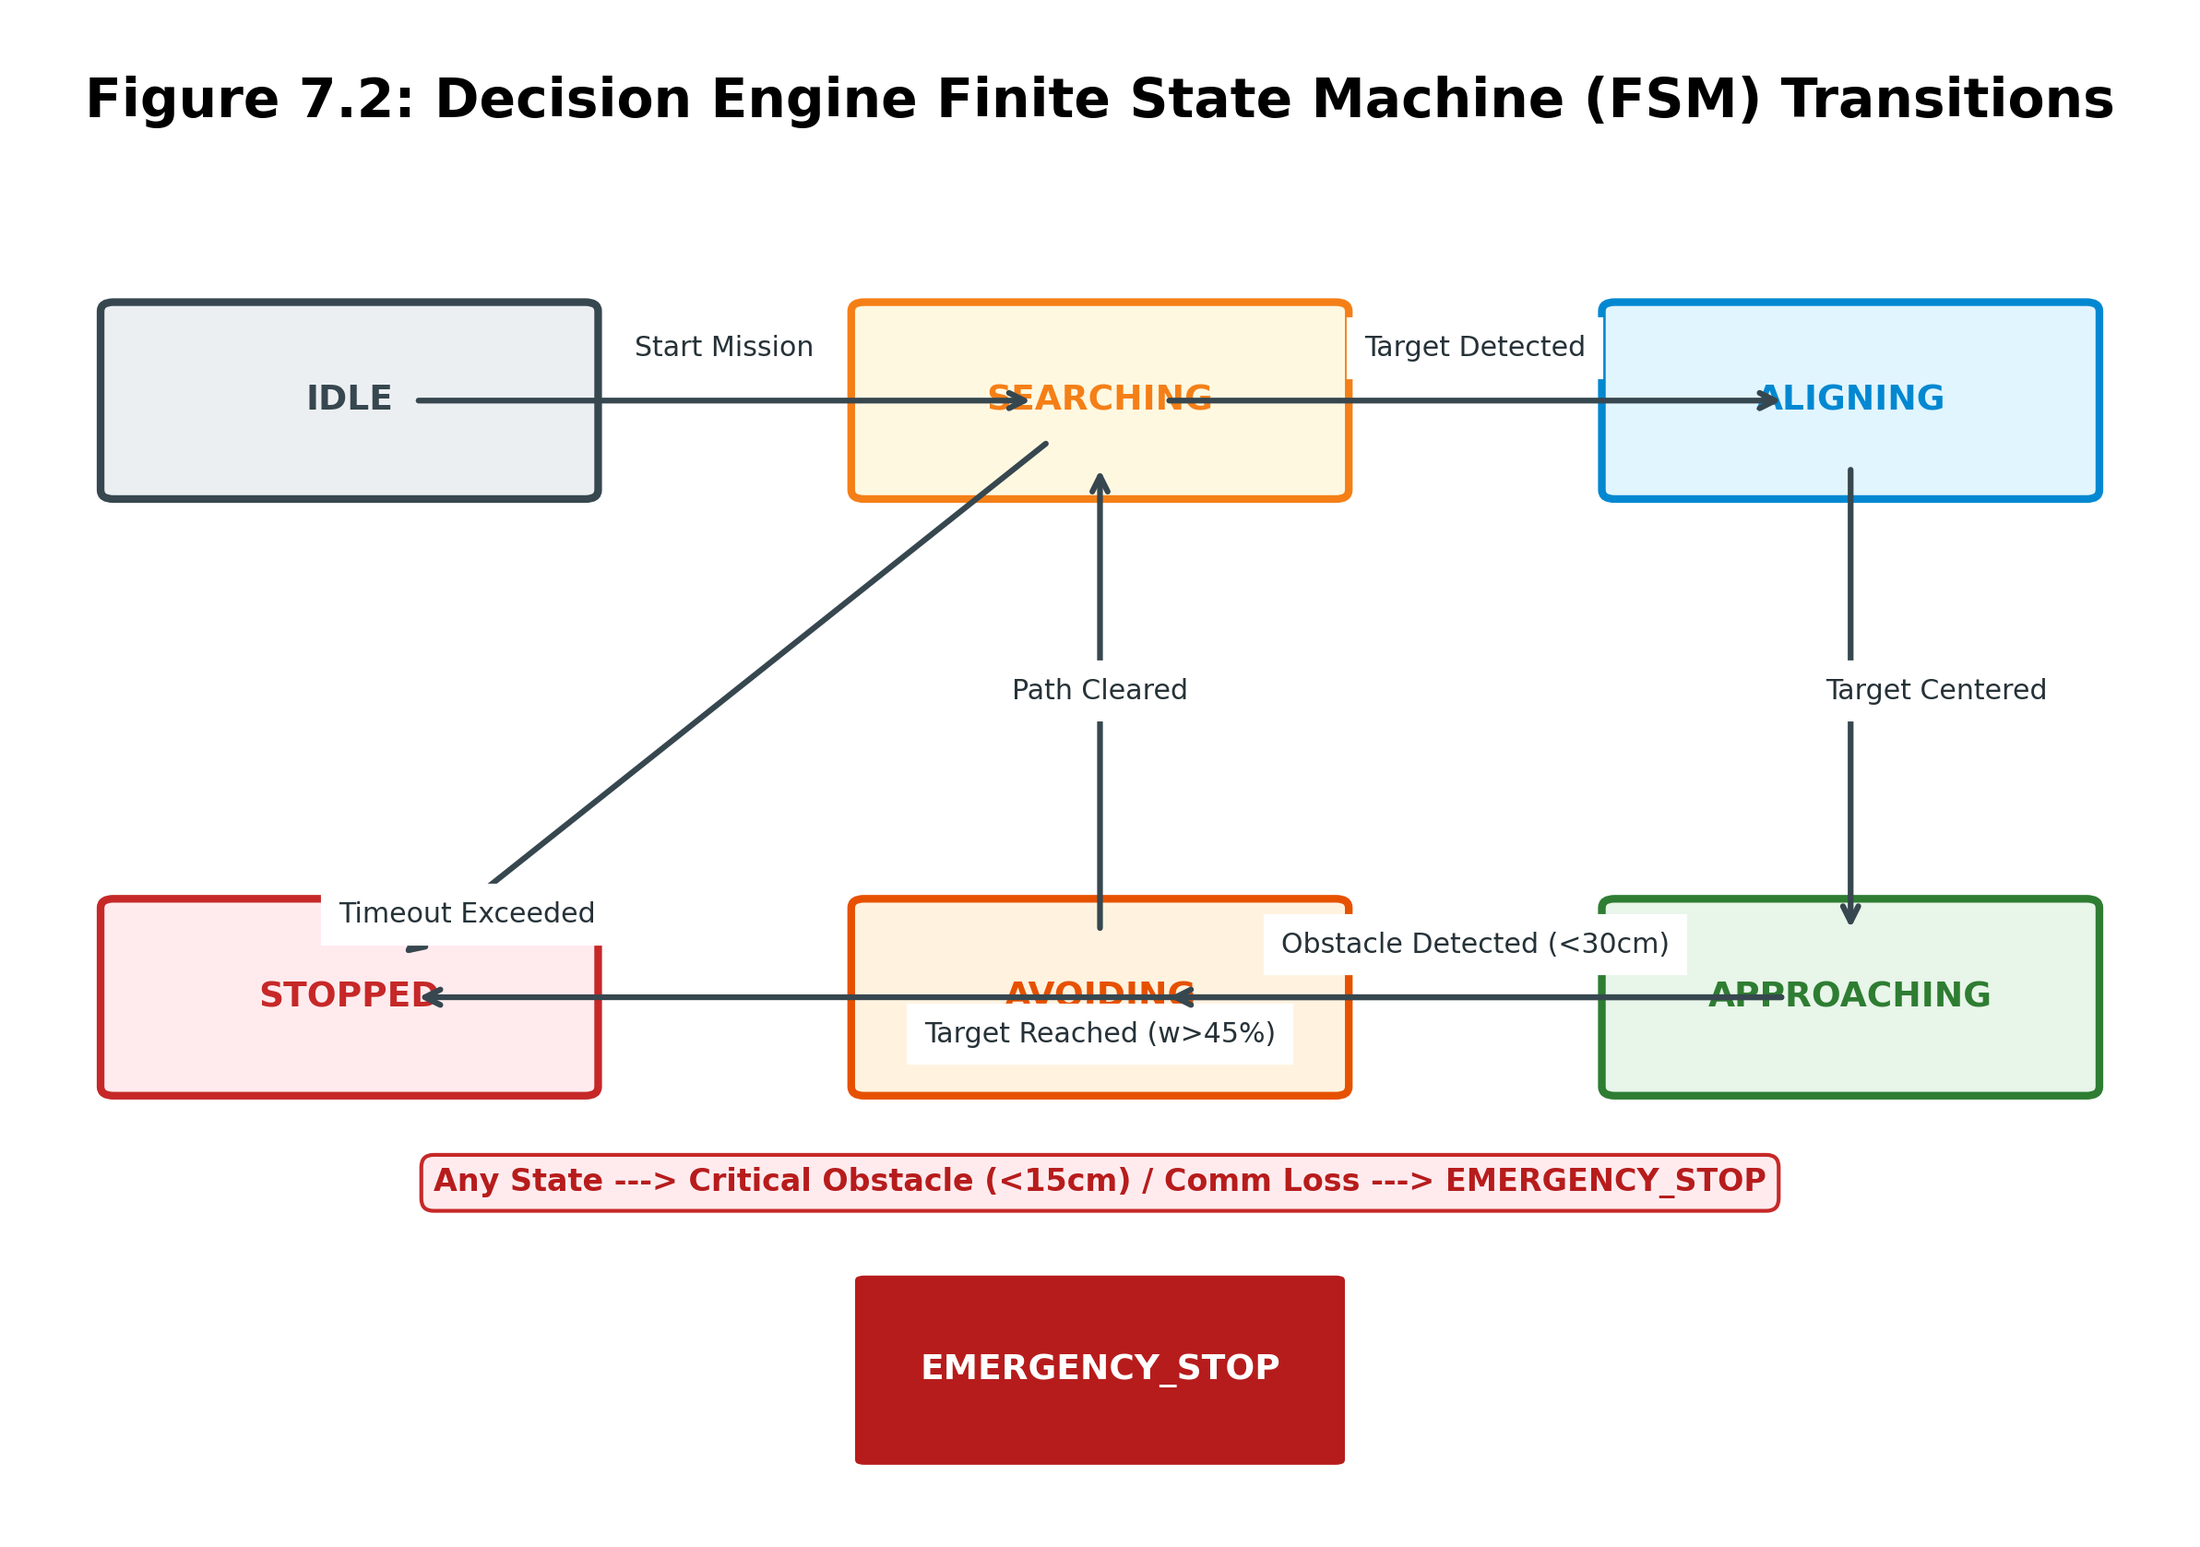 Figure 7.2: Decision Engine Finite State Machine (FSM) Transitions
Start Mission
Target Detected
IDLE
SEARCHING
ALIGNING
Path Cleared
Target Centered
Timeout Exceeded
Obstacle Detected (<30cm)
STOPPED
AVOIDING
APPROACHING
Target Reached (w>45%)
Any State ---> Critical Obstacle (<15cm) / Comm Loss ---> EMERGENCY_STOP
EMERGENCY_STOP